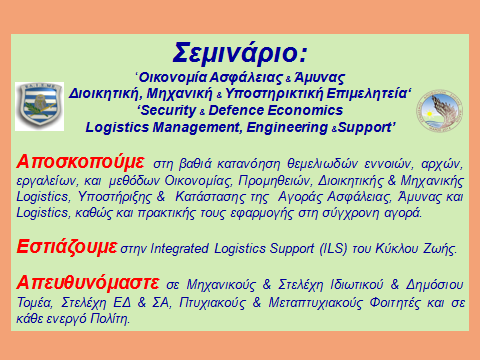 Σεμινάριο:
‘Οικονομία Ασφάλειας & Άμυνας
Διοικητική, Μηχανική & Υποστηρικτική Επιμελητεία‘
‘Security & Defence Economics
Logistics Management, Engineering &Support’
Αποσκοπούμε στη βαθιά κατανόηση θεμελιωδών εννοιών, αρχών,
εργαλείων, και μεθόδων Οικονομίας, Προμηθειών, Διοικητικής & Μηχανικής
Logistics, Υποστήριξης & Κατάστασης της Αγοράς Ασφάλειας, Άμυνας και
Logistics, καθώς και πρακτικής τους εφαρμογής στη σύγχρονη αγορά.
Εστιάζουμε στην Integrated Logistics Support (ILS) του Κύκλου Ζωής.
Απευθυνόμαστε σε Μηχανικούς & Στελέχη Ιδιωτικού & Δημόσιου
Τομέα, Στελέχη ΕΔ & ΣΑ, Πτυχιακούς & Μεταπτυχιακούς Φοιτητές και σε
κάθε ενεργό Πολίτη.